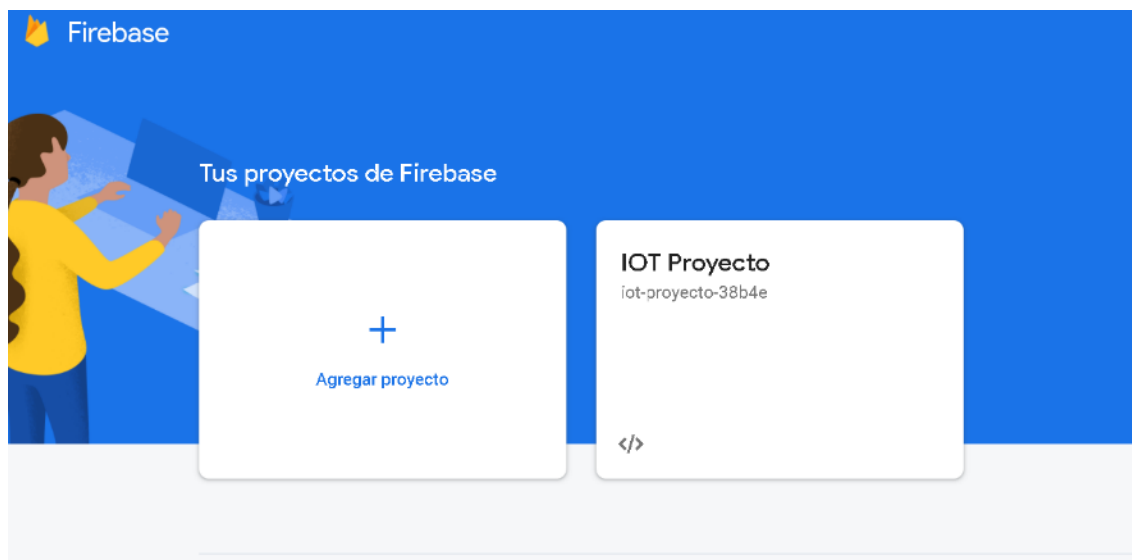 Firebase
Tus proyectos de Firebase
IOT Proyecto
iot-proyecto-38b4e
Agregar proyecto
</>